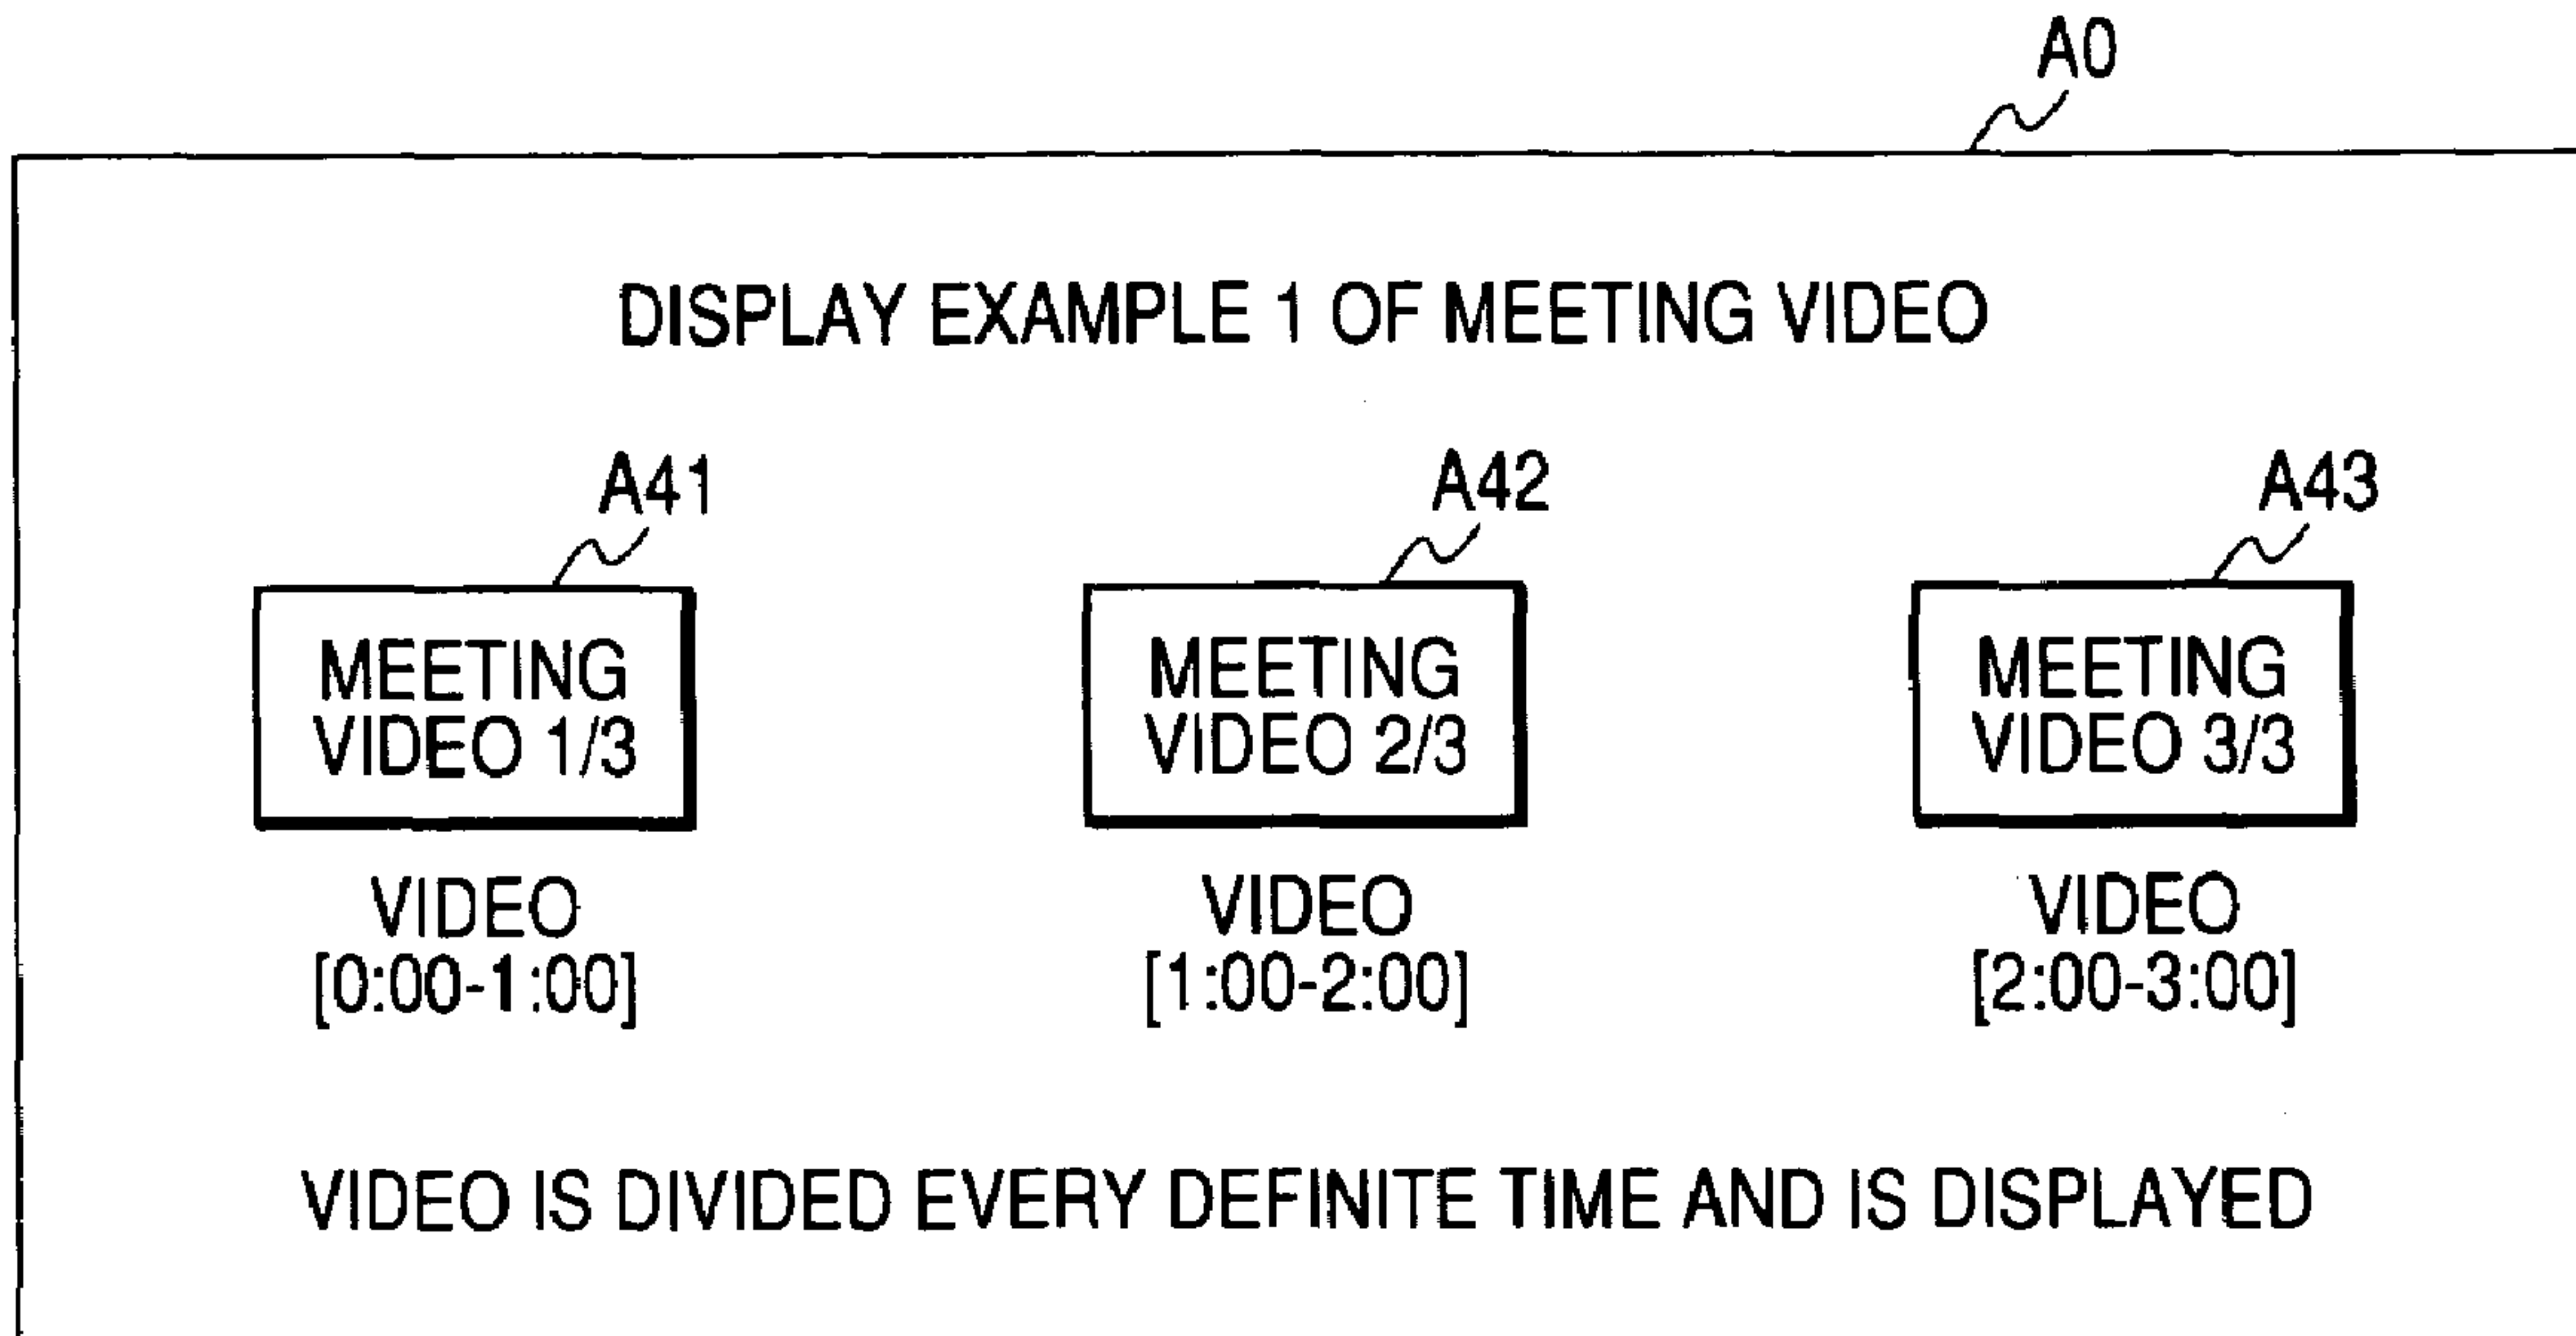 A0
DISPLAY EXAMPLE 1 OF MEETING VIDEO
A41 A42 A43
MEETING MEETING MEETING
VIDEO 1/3 VIDEO 2/3 VIDEO 3/3
VIDEO VIDEO VIDEO
[0:00-1:00] [1:00-2:00] [2:00-3:00]
VIDEO IS DIVIDED EVERY DEFINITE TIME AND IS DISPLAYED